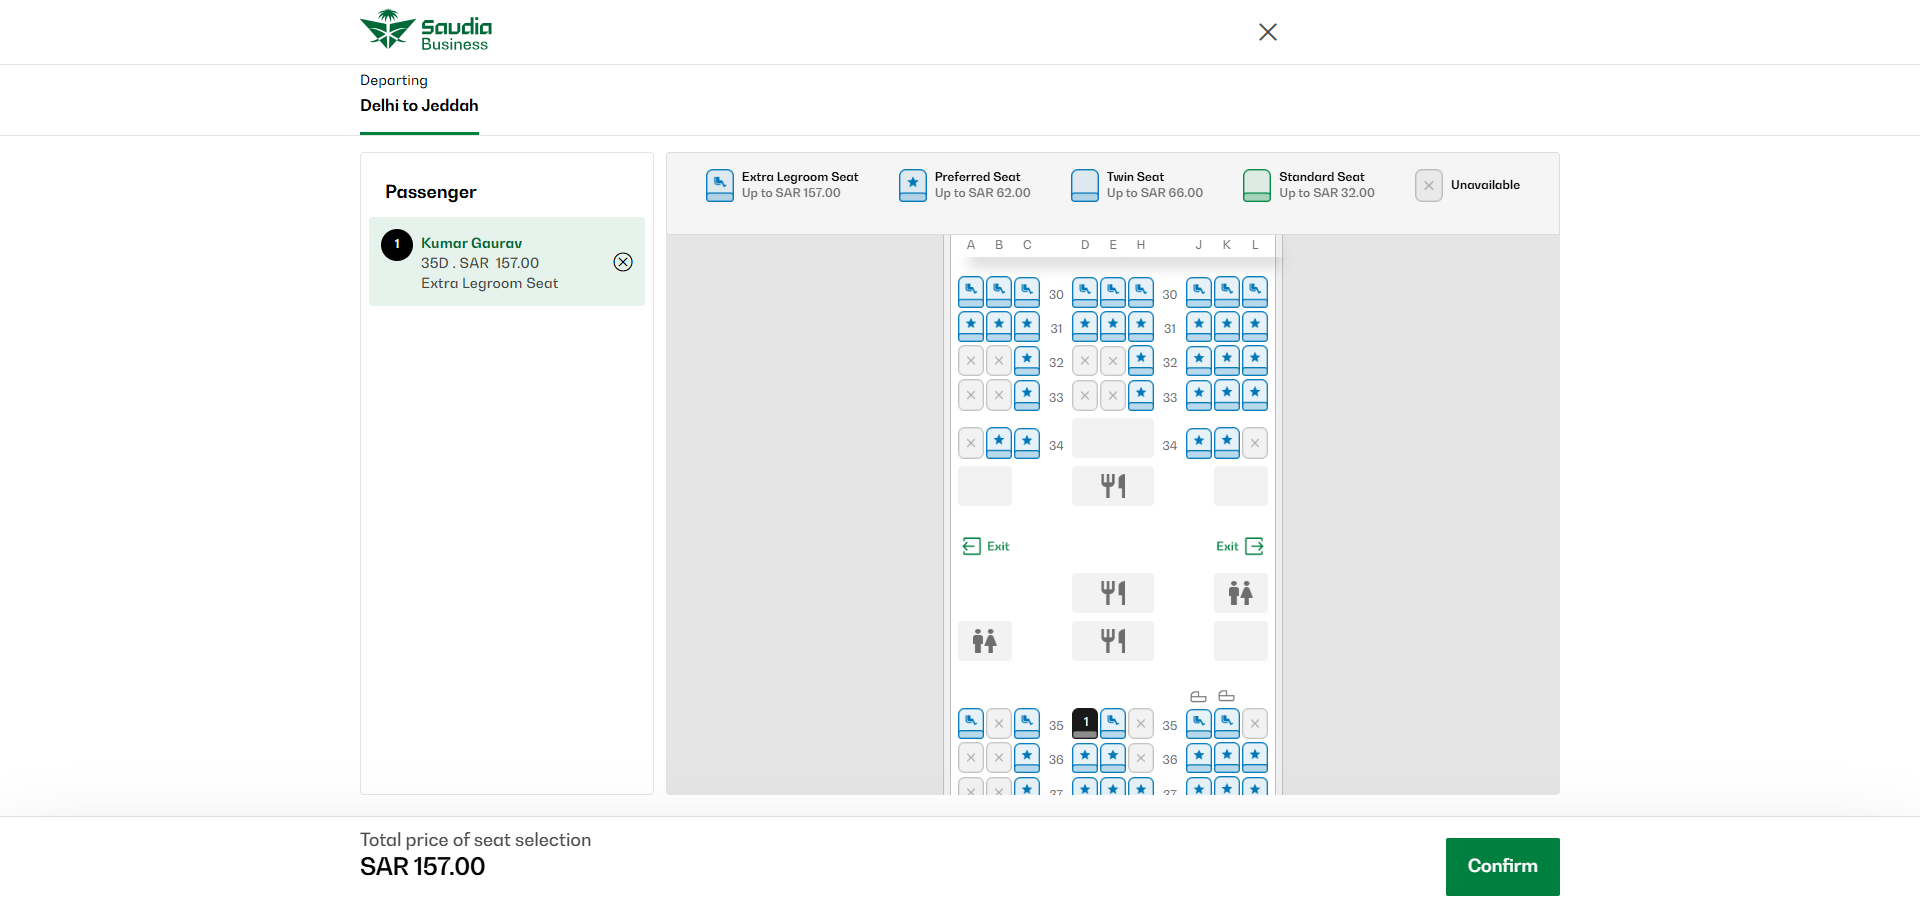 Saudia
Business
Departing
Delhi to Jeddah
Passenger
1 Kumar Gaurav
35D . SAR 157.00
Extra Legroom Seat
Extra Legroom Seat
Up to SAR 157.00
Preferred Seat
Up to SAR 62.00
Twin Seat
Up to SAR 66.00
Standard Seat
Up to SAR 32.00
Unavailable
A B C D E H J K L
30 30
31 31
32 32
33 33
34 34
Exit Exit
35 1 35
36 36
37 37
Total price of seat selection
SAR 157.00
Confirm